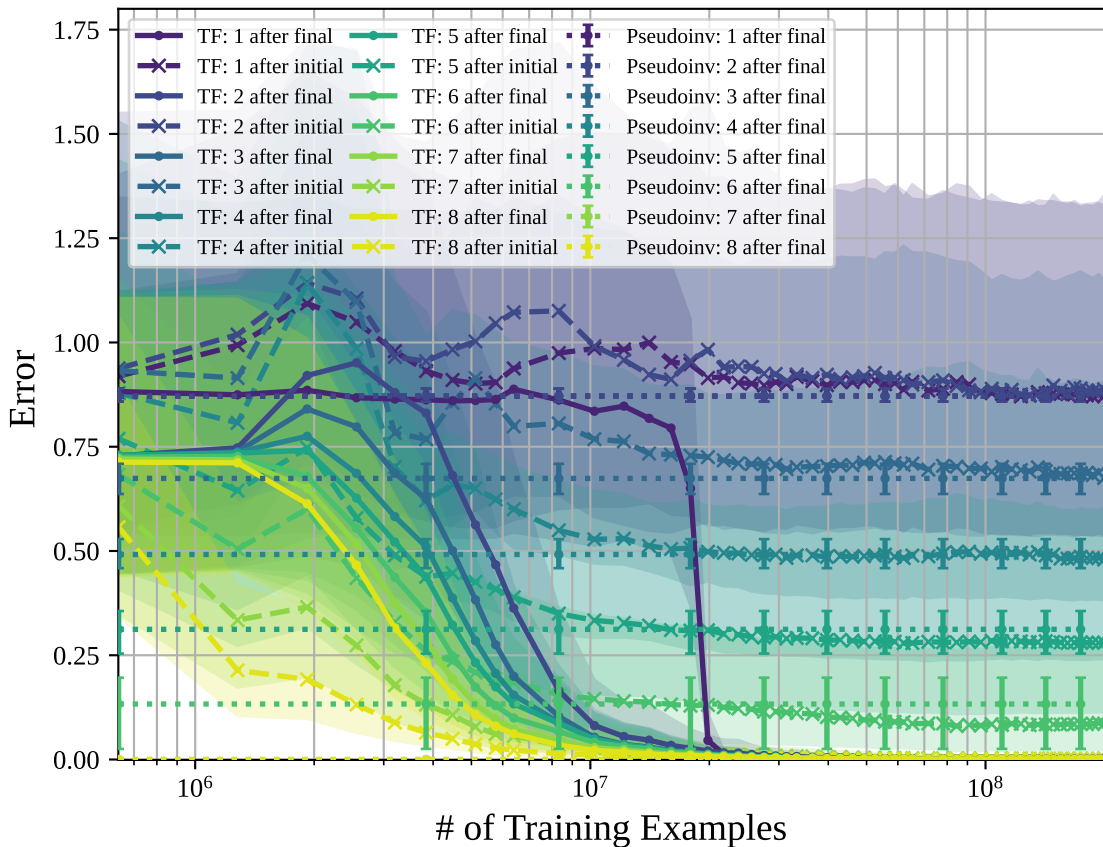 1.75
1.50
1.25
1.00
0.75
0.50
0.25
0.00
Error
TF: 1 after final
TF: 1 after initial
TF: 2 after final
TF: 2 after initial
TF: 3 after final
TF: 3 after initial
TF: 4 after final
TF: 4 after initial
TF: 5 after final
TF: 5 after initial
TF: 6 after final
TF: 6 after initial
TF: 7 after final
TF: 7 after initial
TF: 8 after final
TF: 8 after initial
Pseudoinv: 1 after final
Pseudoinv: 2 after final
Pseudoinv: 3 after final
Pseudoinv: 4 after final
Pseudoinv: 5 after final
Pseudoinv: 6 after final
Pseudoinv: 7 after final
Pseudoinv: 8 after final
10⁶
10⁷
10⁸
# of Training Examples